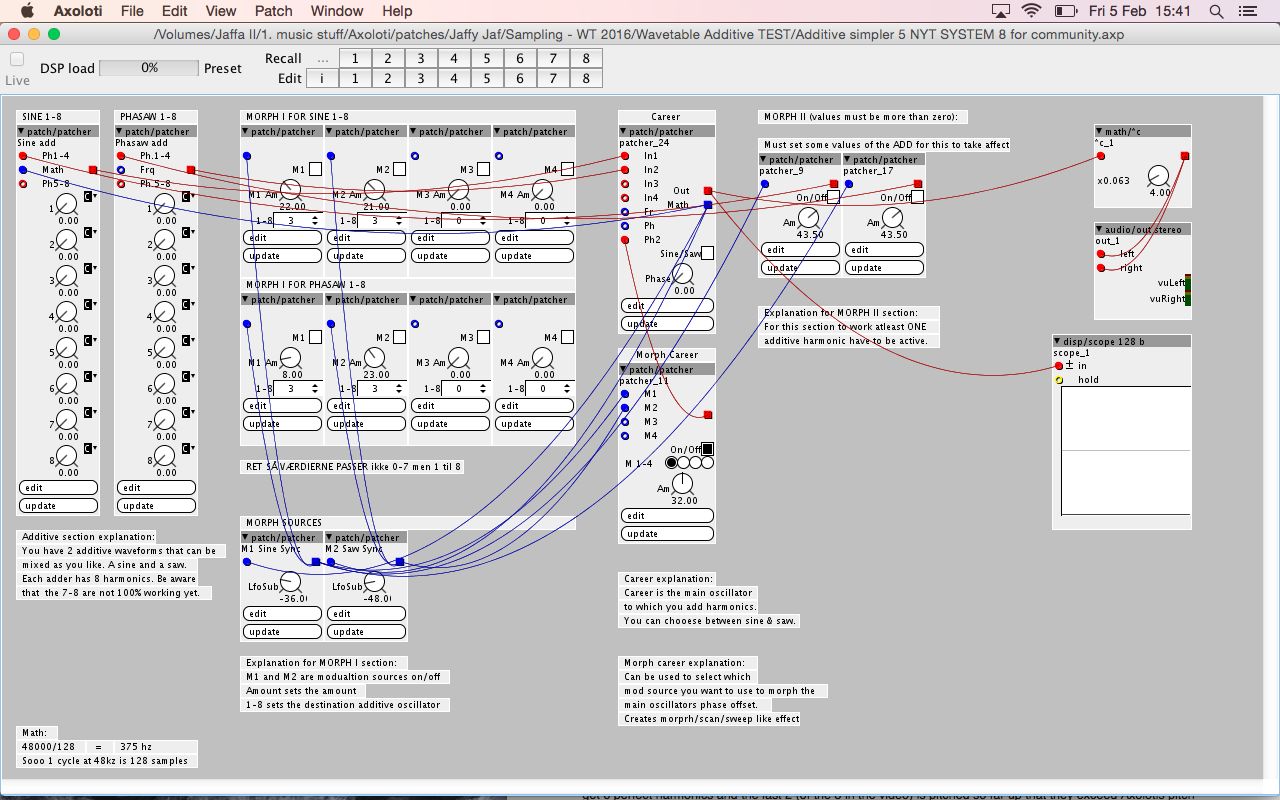 Axoloti File Edit View Patch Window Help Fri 5 Feb 15:41
/Volumes/Jaffa II/1. music stuff/Axoloti/patches/Jaffy Jaf/Sampling - WT 2016/Wavetable Additive TEST/Additive simpler 5 NYT SYSTEM 8 for community.axp
Live
DSP load 0% Preset
Recall ... 1 2 3 4 5 6 7 8
Edit i 1 2 3 4 5 6 7 8
SINE 1-8
patch/patcher
Sine add
Ph1-4
Math
Ph5-8
1 0.00
2 0.00
3 0.00
4 0.00
5 0.00
6 0.00
7 0.00
8 0.00
edit
update
PHASAW 1-8
patch/patcher
Phasaw add
Ph.1-4
Frq
Ph.5-8
1 0.00
2 0.00
3 0.00
4 0.00
5 0.00
6 0.00
7 0.00
8 0.00
edit
update
Additive section explanation:
You have 2 additive waveforms that can be
mixed as you like. A sine and a saw.
Each adder has 8 harmonics. Be aware
that the 7-8 are not 100% working yet.
Math:
48000/128 = 375 hz
Sooo 1 cycle at 48kz is 128 samples
MORPH I FOR SINE 1-8
patch/patcher patch/patcher patch/patcher patch/patcher
M1 M2 M3 M4
M1 Am M2 Am M3 Am M4 Am
22.00 21.00 0.00 0.00
1-8 3 1-8 3 1-8 0 1-8 0
edit edit edit edit
update update update update
MORPH I FOR PHASAW 1-8
patch/patcher patch/patcher patch/patcher patch/patcher
M1 M2 M3 M4
M1 Am M2 Am M3 Am M4 Am
8.00 23.00 0.00 0.00
1-8 3 1-8 3 1-8 0 1-8 0
edit edit edit edit
update update update update
RET SÅ VÆRDIERNE PASSER ikke 0-7 men 1 til 8
MORPH SOURCES
patch/patcher patch/patcher
M1 Sine Sync M2 Saw Sync
LfoSub LfoSub
-36.0 -48.0
edit edit
update update
Explanation for MORPH I section:
M1 and M2 are modualtion sources on/off
Amount sets the amount
1-8 sets the destination additive oscillator
Career
patch/patcher
patcher_24
In1
In2
In3
In4
Fr
Ph
Ph2
Out
Math
Sine/Saw
Phase
0.00
edit
update
Morph Career
patch/patcher
patcher_11
M1
M2
M3
M4
On/Off
M 1-4
Am
32.00
edit
update
Career explanation:
Career is the main oscillator
to which you add harmonics.
You can chooese between sine & saw.
Morph career explanation:
Can be used to select which
mod source you want to use to morph the
main oscillators phase offset.
Creates moprrh/scan/sweep like effect
MORPH II (values must be more than zero):
Must set some values of the ADD for this to take affect
patch/patcher patch/patcher
patcher_9 patcher_17
On/Off On/Off
Am Am
43.50 43.50
edit edit
update update
Explanation for MORPH II section:
For this section to work atleast ONE
additive harmonic have to be active.
math/^c
^c_1
x0.063
4.00
audio/out stereo
out_1
left
right
vuLeft
vuRight
disp/scope 128 b
scope_1
± in
hold